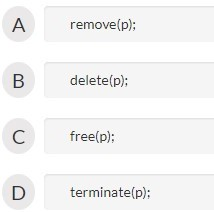 A remove(p);
B delete(p);
C free(p);
D terminate(p);